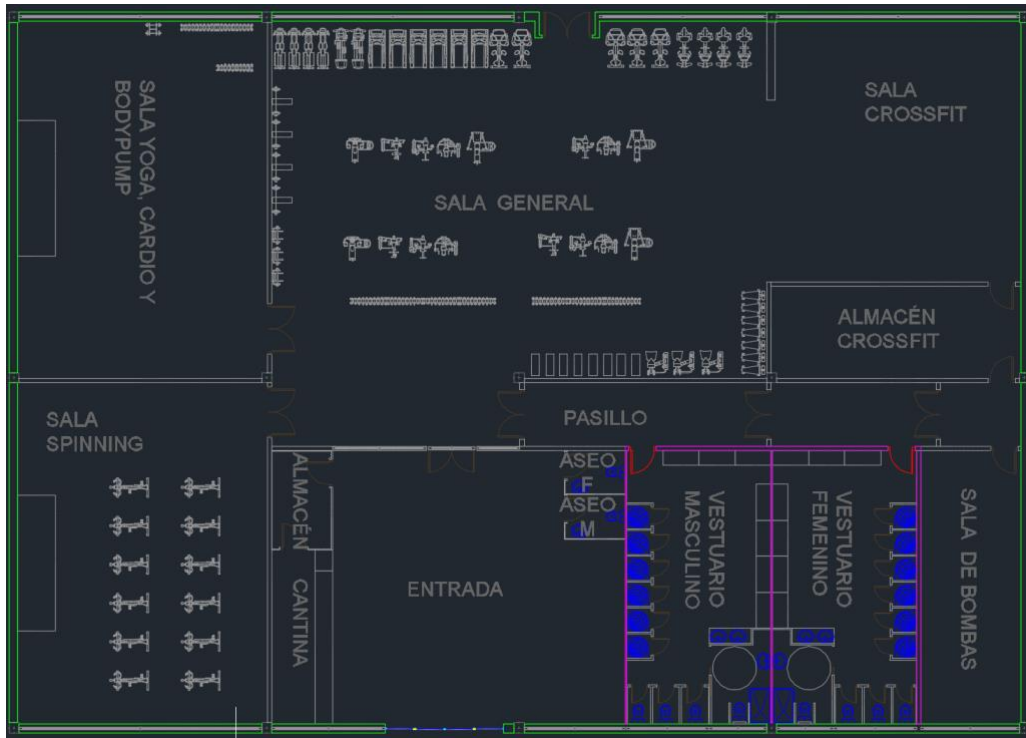 SALA YOGA, CARDIO Y
BODYPUMP
SALA GENERAL
SALA
CROSSFIT
ALMACÉN
CROSSFIT
SALA
SPINNING
PASILLO
ALMACÉN
CANTINA
ENTRADA
ASEO
F
ASEO
M
VESTUARIO
MASCULINO
VESTUARIO
FEMENINO
SALA DE BOMBAS